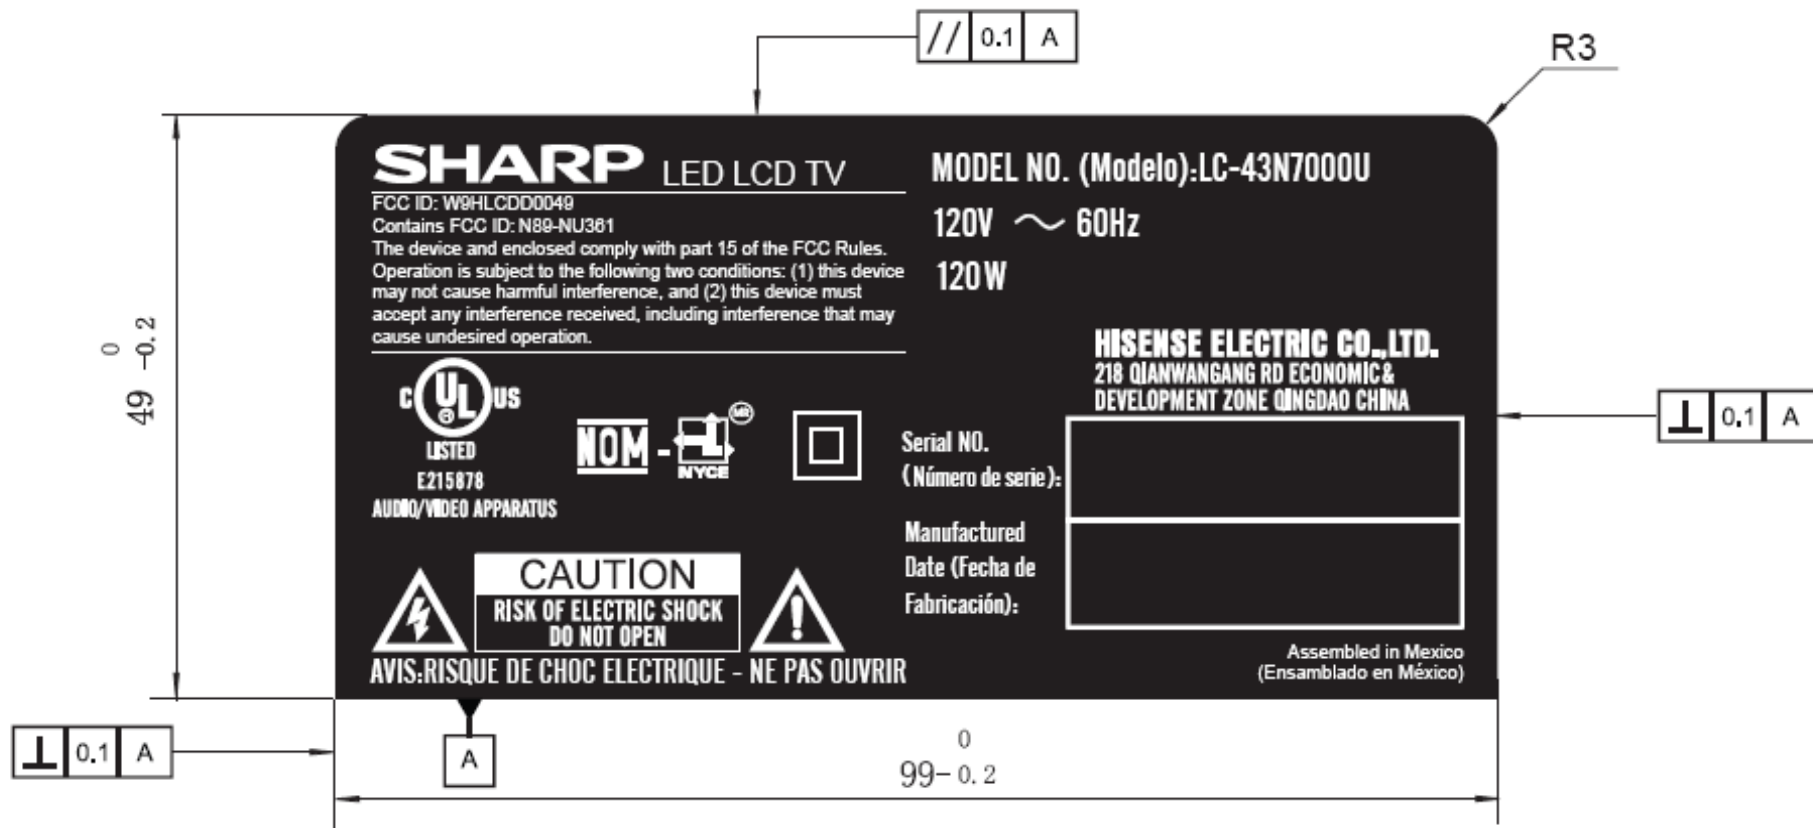 // 0.1 A
R3
SHARP LED LCD TV
FCC ID: W9HLCDD0049
Contains FCC ID: N89-NU361
The device and enclosed comply with part 15 of the FCC Rules.
Operation is subject to the following two conditions: (1) this device
may not cause harmful interference, and (2) this device must
accept any interference received, including interference that may
cause undesired operation.
MODEL NO. (Modelo):LC-43N7000U
120V ～ 60Hz
120W
HISENSE ELECTRIC CO.,LTD.
218 QIANWANGANG RD ECONOMIC&
DEVELOPMENT ZONE QINGDAO CHINA
C UL US
®
LISTED
E215878
AUDIO/VIDEO APPARATUS
NOM - NYCE MR
Serial NO.
(Número de serie):
Manufactured
Date (Fecha de
Fabricación):
CAUTION
RISK OF ELECTRIC SHOCK
DO NOT OPEN
AVIS:RISQUE DE CHOC ELECTRIQUE - NE PAS OUVRIR
Assembled in Mexico
(Ensamblado en México)
0
49 -0.2
⊥ 0.1 A
⊥ 0.1 A
A
0
99-0.2